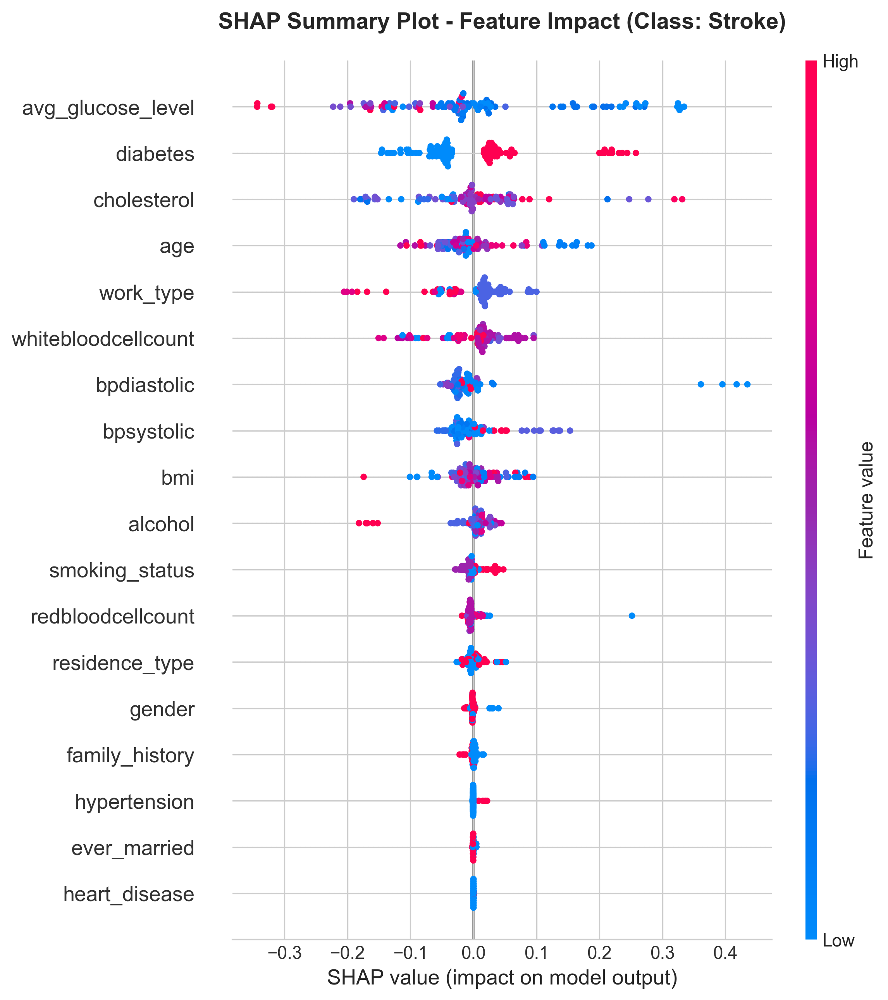 SHAP Summary Plot - Feature Impact (Class: Stroke)
High
avg_glucose_level
diabetes
cholesterol
age
work_type
whitebloodcellcount
bpdiastolic
bpsystolic
bmi
alcohol
smoking_status
redbloodcellcount
residence_type
gender
family_history
hypertension
ever_married
heart_disease
Feature value
Low
−0.3 −0.2 −0.1 0.0 0.1 0.2 0.3 0.4
SHAP value (impact on model output)